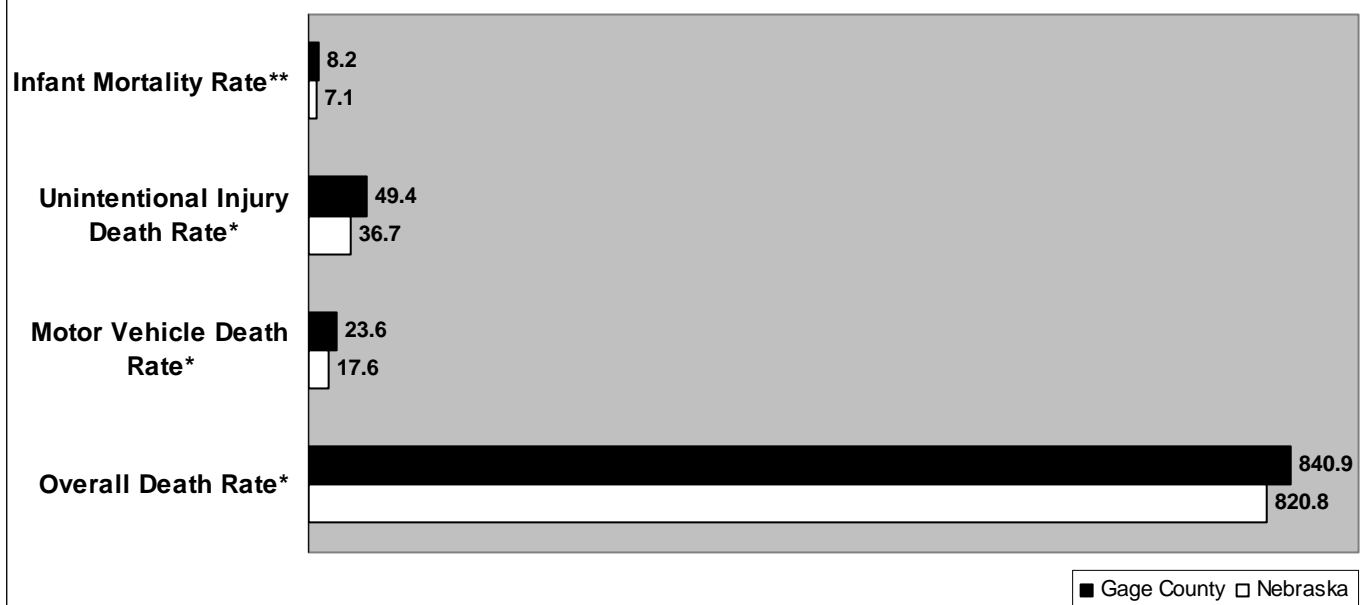 Infant Mortality Rate**
8.2
7.1
Unintentional Injury
Death Rate*
49.4
36.7
Motor Vehicle Death
Rate*
23.6
17.6
Overall Death Rate*
840.9
820.8
Gage County Nebraska